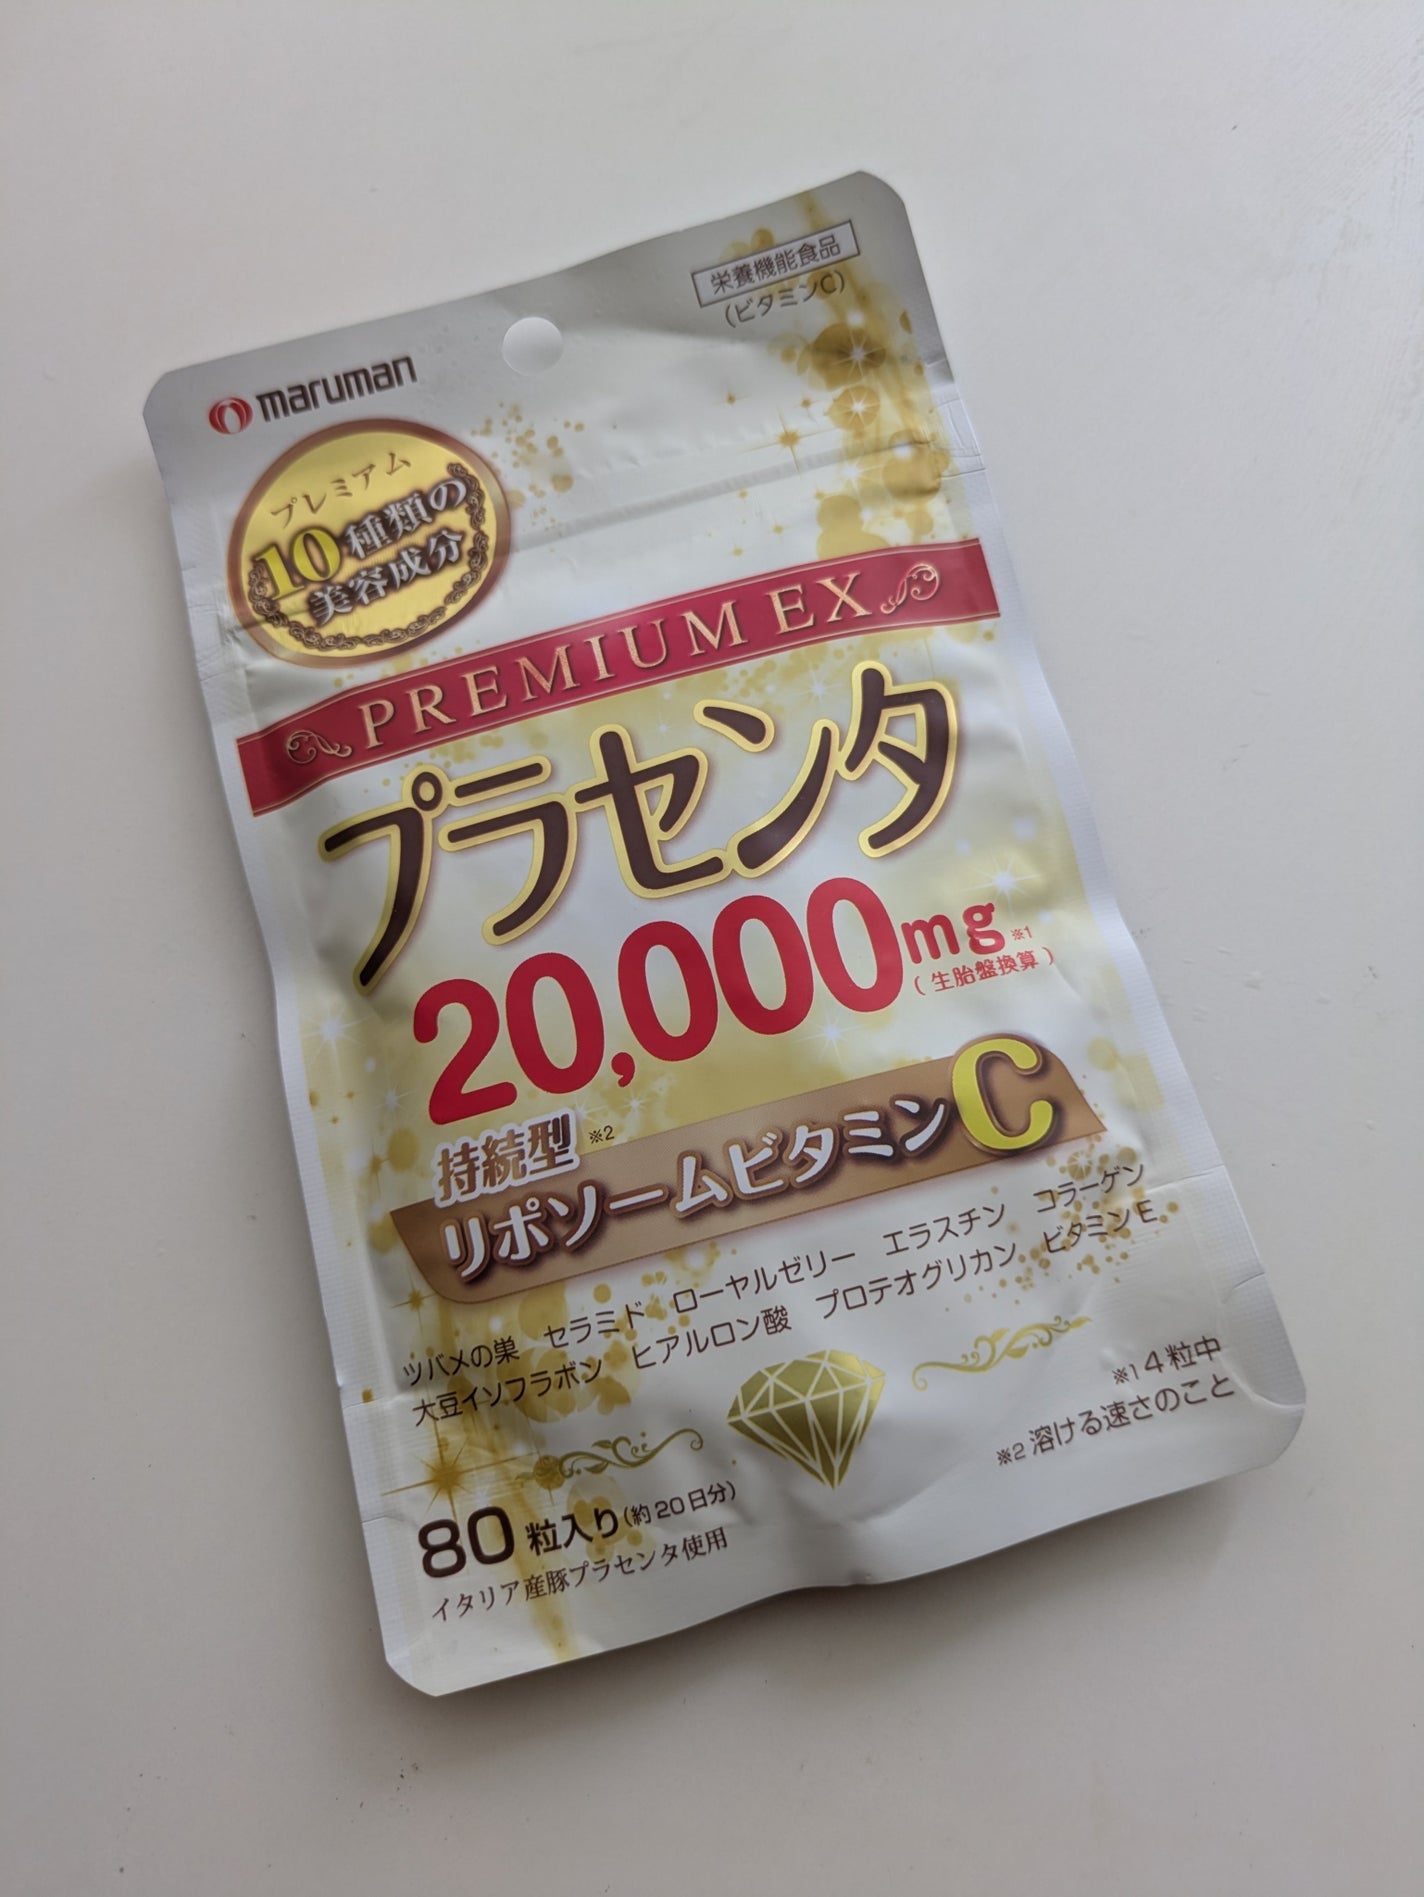 栄養機能食品
(ビタミンC)
maruman
プレミアム
10種類の
美容成分
PREMIUM EX
プラセンタ
20,000mg※1
(生胎盤換算)
持続型※2
リポソームビタミンC
ツバメの巣 セラミド ローヤルゼリー エラスチン コラーゲン
大豆イソフラボン ヒアルロン酸 プロテオグリカン ビタミンE
※1 4粒中
※2 溶ける速さのこと
80粒入り(約20日分)
イタリア産豚プラセンタ使用